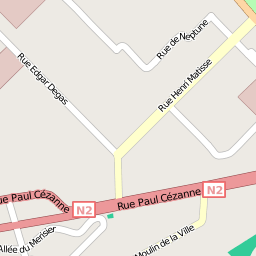 Rue de Neptune
Rue Edgar Degas
Rue Henri Matisse
N2
Rue Paul Cézanne
Rue Paul Cézanne
N2
Allée du Merisier
Moulin de la Ville